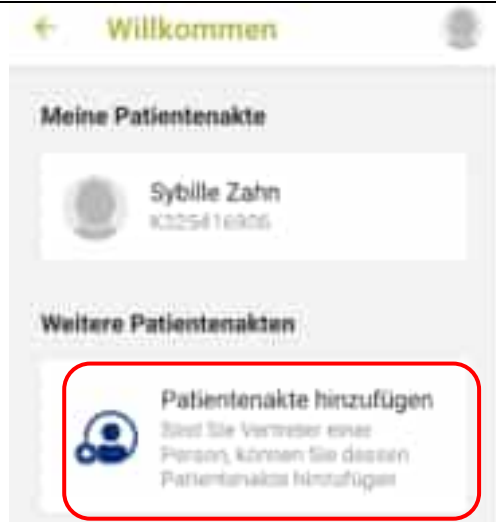 Willkommen
Meine Patientenakte
Sybille Zahn
Weitere Patientenakten
Patientenakte hinzufügen
Sind Sie Vertreter einer
Person, können Sie dessen
Patientenakte hinzufügen